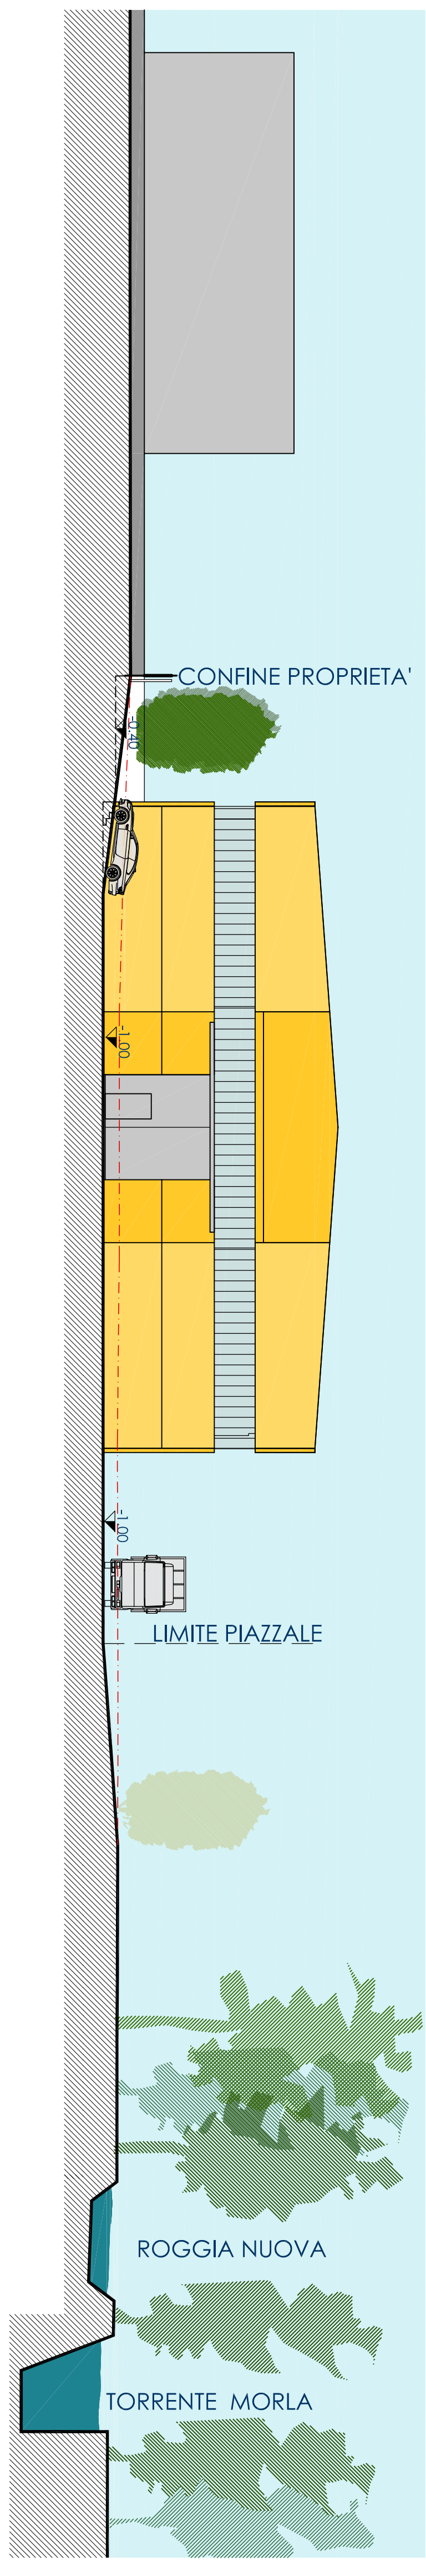 CONFINE PROPRIETA'
-0.40
-1.00
-1.00
LIMITE PIAZZALE
ROGGIA NUOVA
TORRENTE MORLA